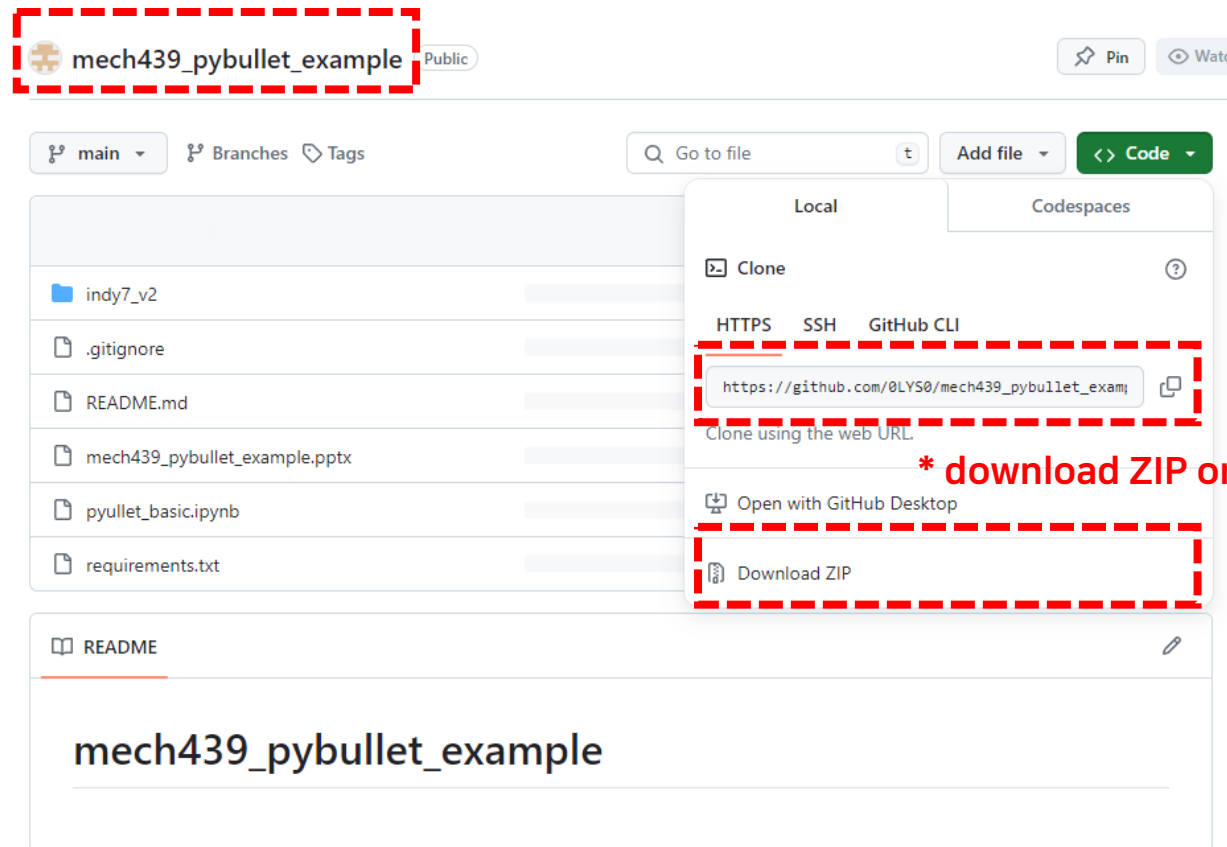 mech439_pybullet_example Public Pin
main Branches Tags Go to file t Add file <> Code
Local Codespaces
Clone
indy7_v2
HTTPS SSH GitHub CLI
.gitignore
https://github.com/0LYS0/mech439_pybullet_exam
README.md
Clone using the web URL.
mech439_pybullet_example.pptx
* download ZIP or
Open with GitHub Desktop
pyullet_basic.ipynb
requirements.txt
Download ZIP
README
mech439_pybullet_example